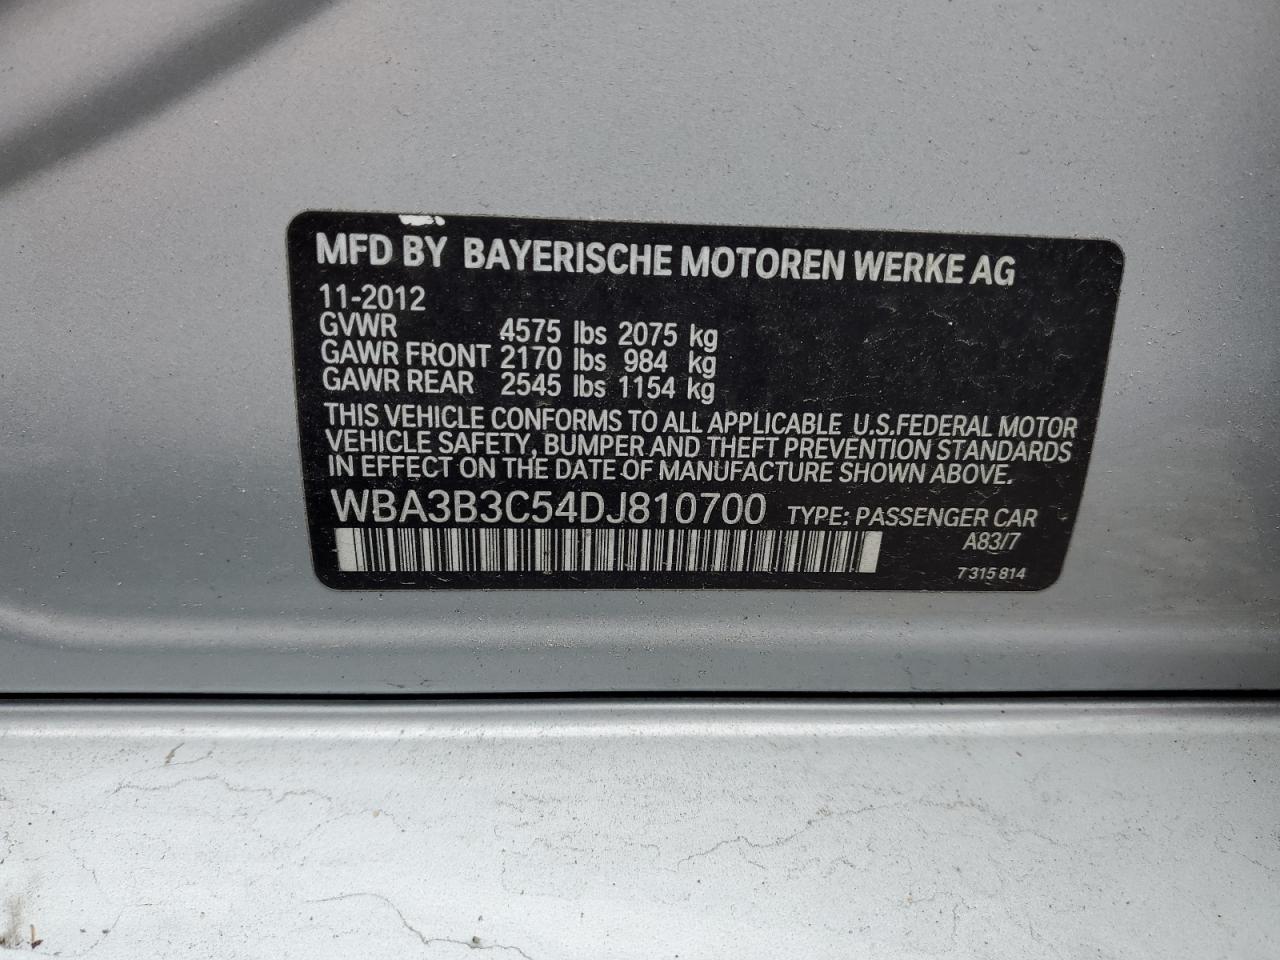 MFD BY BAYERISCHE MOTOREN WERKE AG
11-2012
GVWR 4575 lbs 2075 kg
GAWR FRONT 2170 lbs 984 kg
GAWR REAR 2545 lbs 1154 kg
THIS VEHICLE CONFORMS TO ALL APPLICABLE U.S.FEDERAL MOTOR
VEHICLE SAFETY, BUMPER AND THEFT PREVENTION STANDARDS
IN EFFECT ON THE DATE OF MANUFACTURE SHOWN ABOVE.
WBA3B3C54DJ810700 TYPE: PASSENGER CAR
A83/7
7 315 814